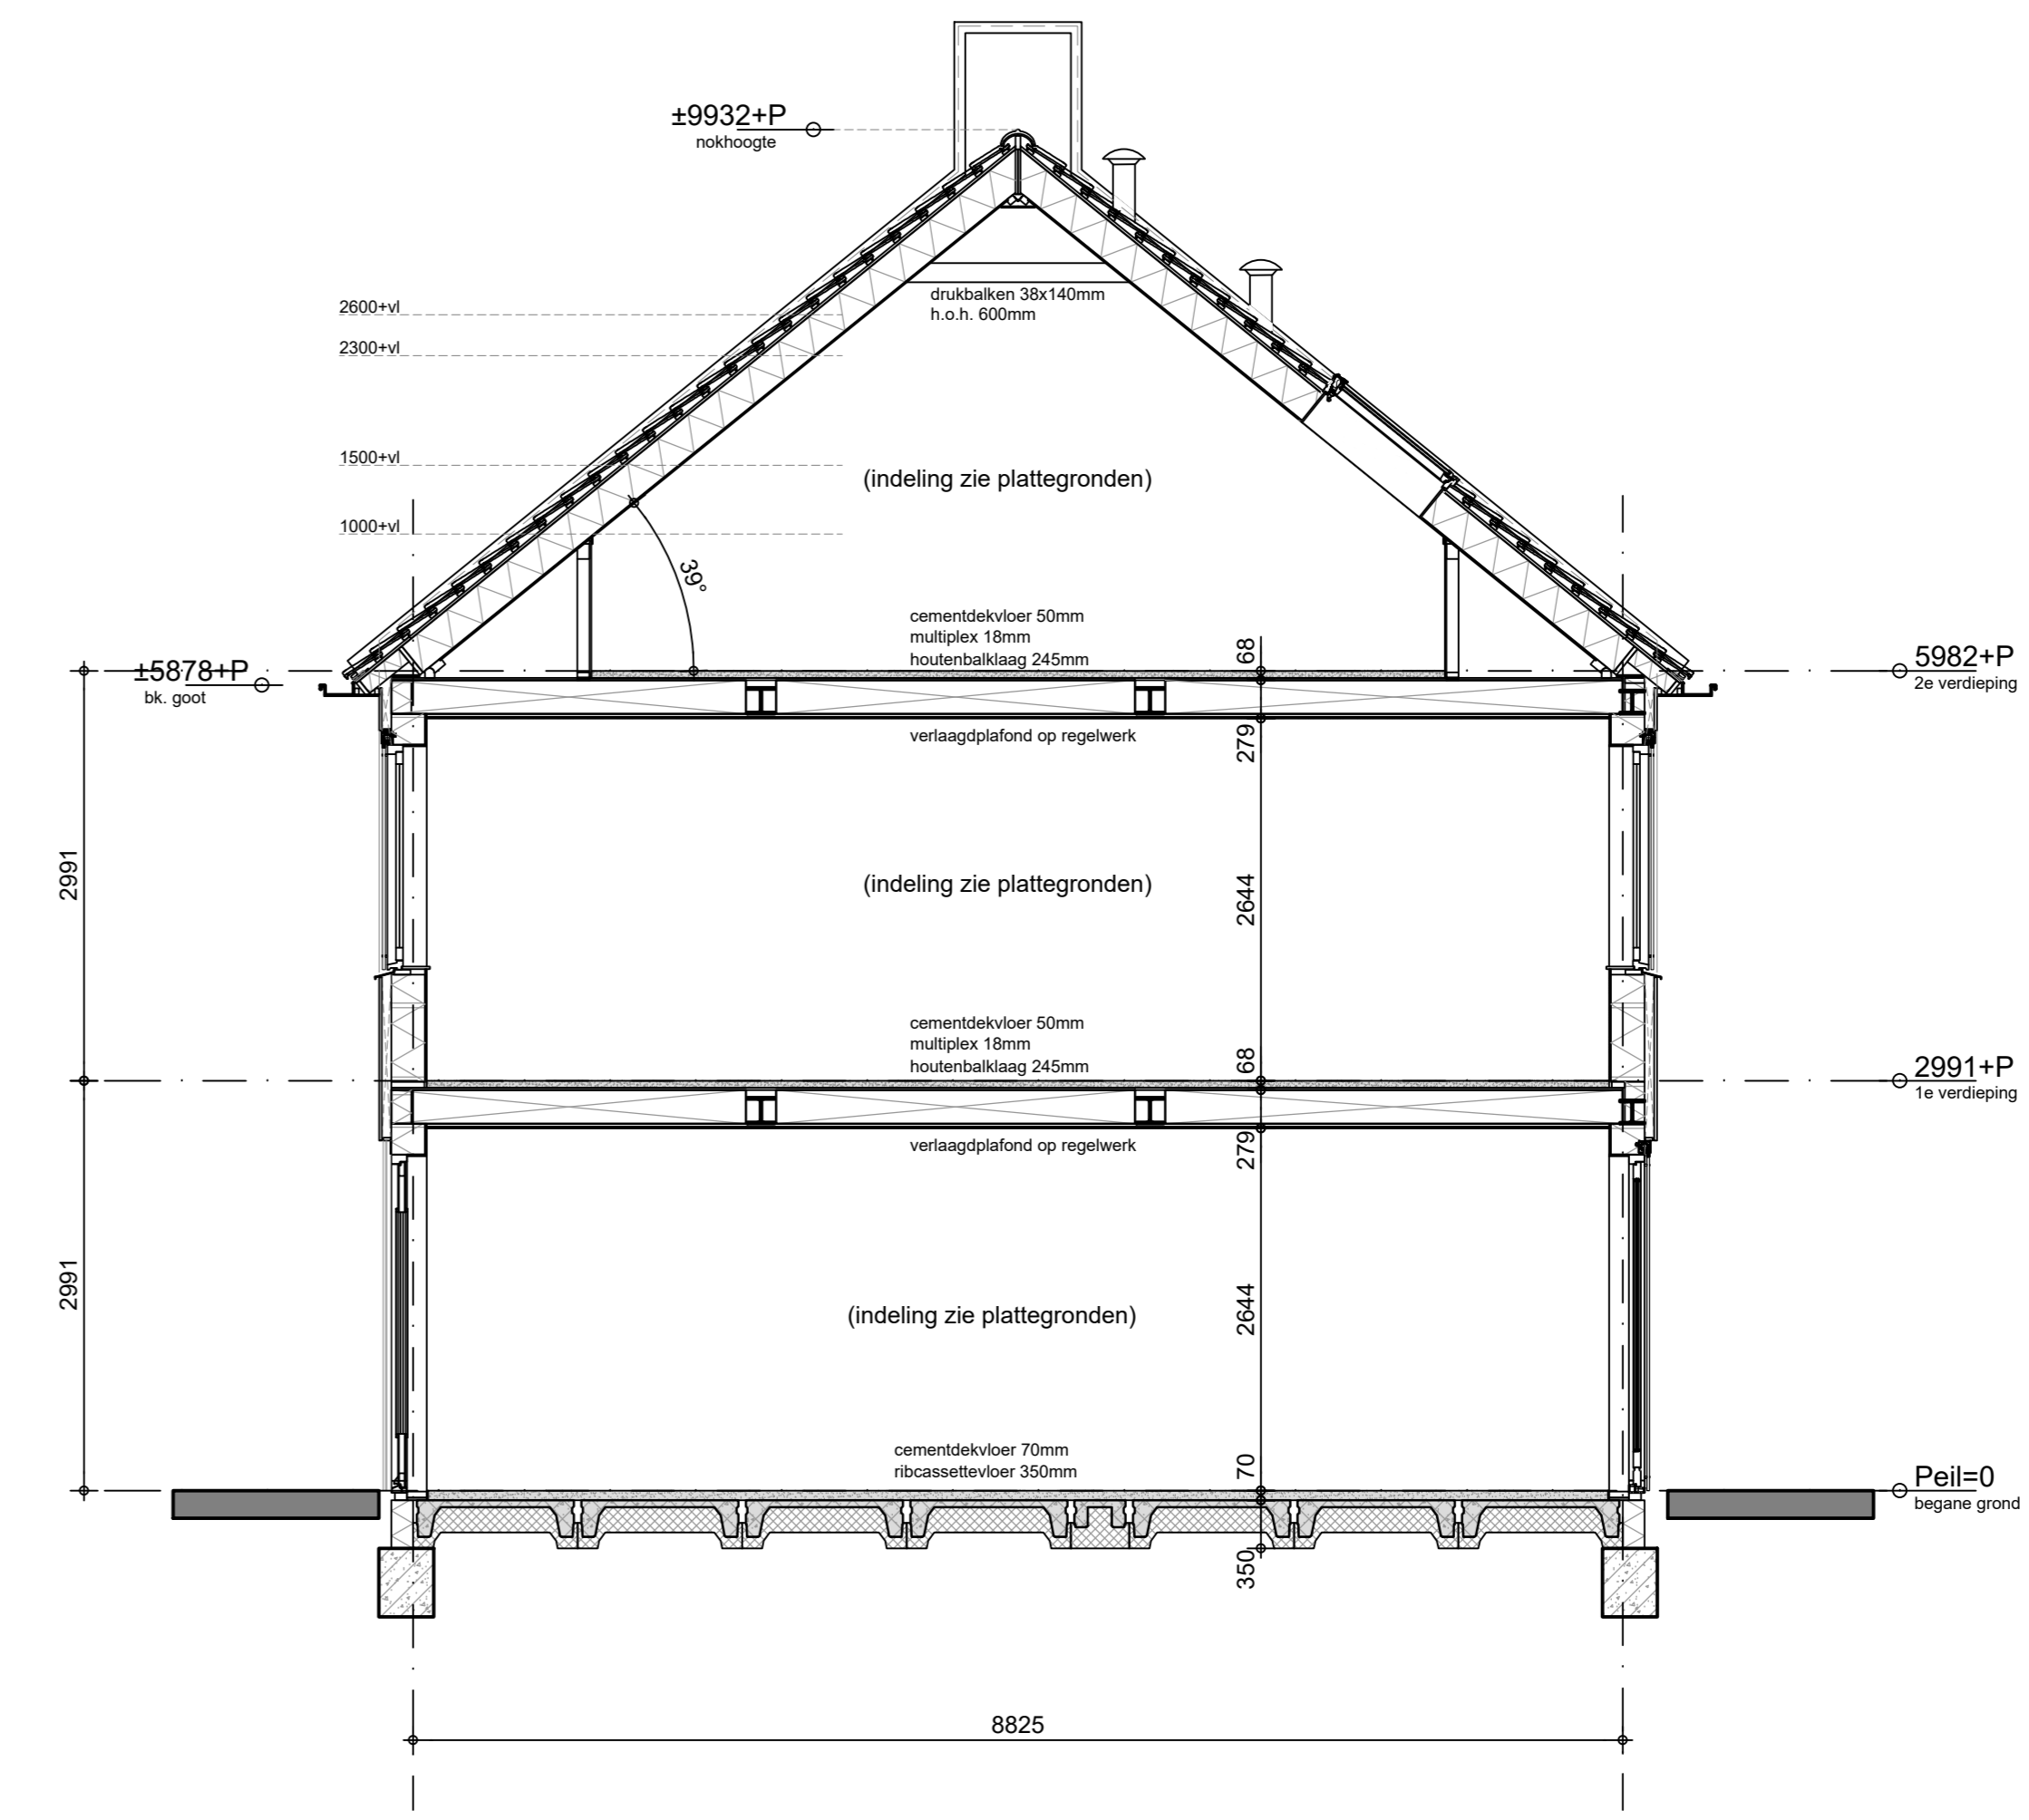 ±9932+P
nokhoogte
drukbalken 38x140mm
h.o.h. 600mm
2600+vl
2300+vl
1500+vl
(indeling zie plattegronden)
1000+vl
39°
cementdekvloer 50mm
multiplex 18mm
houtenbalklaag 245mm
68
±5878+P
bk. goot
5982+P
2e verdieping
verlaagdplafond op regelwerk
279
2991
(indeling zie plattegronden)
2644
cementdekvloer 50mm
multiplex 18mm
houtenbalklaag 245mm
68
2991+P
1e verdieping
verlaagdplafond op regelwerk
279
2991
(indeling zie plattegronden)
2644
cementdekvloer 70mm
ribcassettevloer 350mm
70
Peil=0
begane grond
350
8825